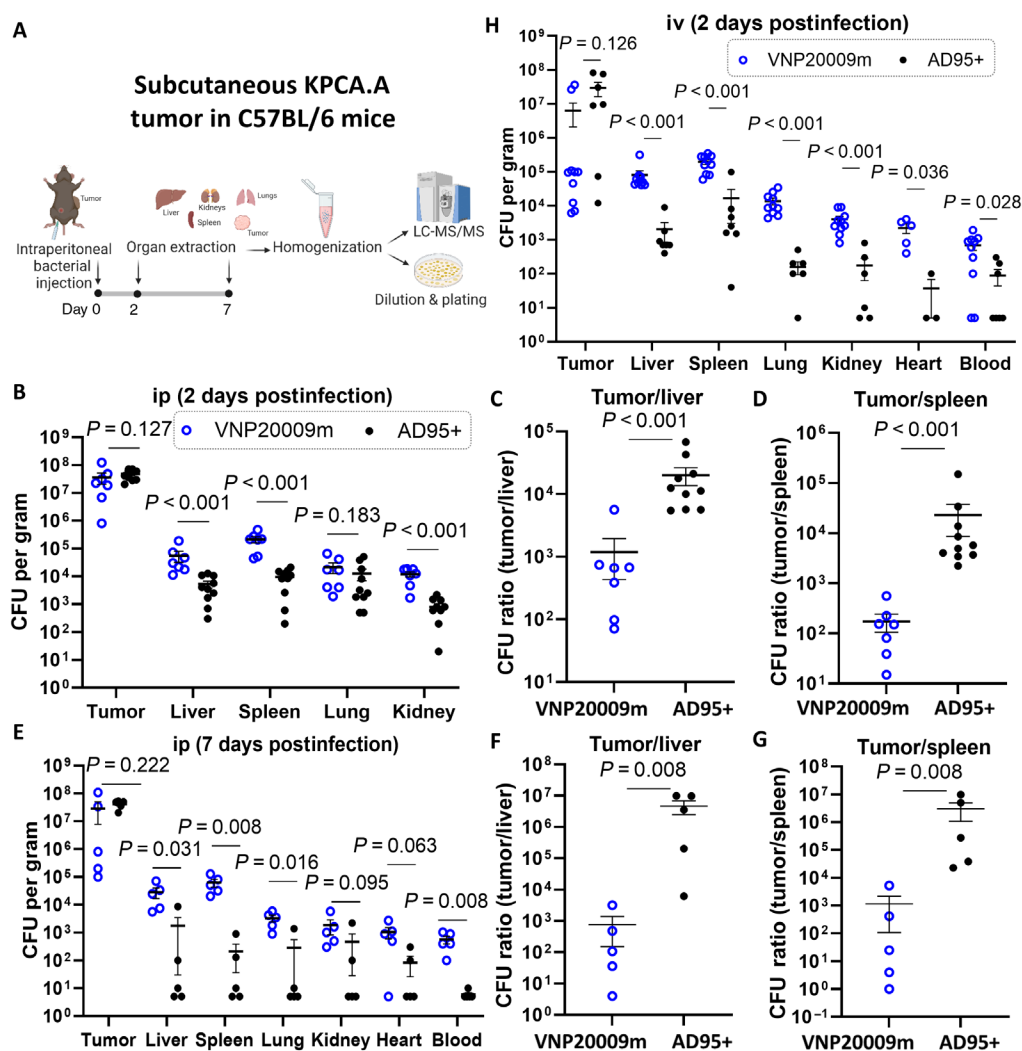 A
Subcutaneous KPCA.A
tumor in C57BL/6 mice
Tumor
Liver
Kidneys
Lungs
Spleen
Tumor
LC-MS/MS
Intraperitoneal
bacterial
injection
Organ extraction
Homogenization
Dilution & plating
Day 0 2 7
H
iv (2 days postinfection)
P = 0.126
VNP20009m AD95+
P < 0.001
P < 0.001
P < 0.001
P < 0.001
P = 0.036
P = 0.028
CFU per gram
10⁹
10⁸
10⁷
10⁶
10⁵
10⁴
10³
10²
10¹
10⁰
Tumor Liver Spleen Lung Kidney Heart Blood
B
ip (2 days postinfection)
P = 0.127
VNP20009m AD95+
P < 0.001
P < 0.001
P = 0.183
P < 0.001
CFU per gram
10⁹
10⁸
10⁷
10⁶
10⁵
10⁴
10³
10²
10¹
10⁰
Tumor Liver Spleen Lung Kidney
C
Tumor/liver
P < 0.001
CFU ratio (tumor/liver)
10⁵
10⁴
10³
10²
10¹
VNP20009m AD95+
D
Tumor/spleen
P < 0.001
CFU ratio (tumor/spleen)
10⁶
10⁵
10⁴
10³
10²
10¹
VNP20009m AD95+
E
ip (7 days postinfection)
P = 0.222
P = 0.031
P = 0.008
P = 0.016
P = 0.095
P = 0.063
P = 0.008
CFU per gram
10⁹
10⁸
10⁷
10⁶
10⁵
10⁴
10³
10²
10¹
10⁰
Tumor Liver Spleen Lung Kidney Heart Blood
F
Tumor/liver
P = 0.008
CFU ratio (tumor/liver)
10⁸
10⁷
10⁶
10⁵
10⁴
10³
10²
10¹
10⁰
VNP20009m AD95+
G
Tumor/spleen
P = 0.008
CFU ratio (tumor/spleen)
10⁸
10⁷
10⁶
10⁵
10⁴
10³
10²
10¹
10⁰
10⁻¹
VNP20009m AD95+